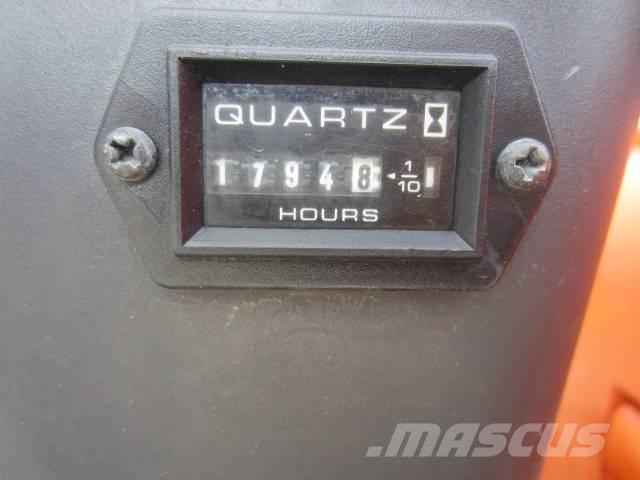 QUARTZ
17948 ◄ 1/10
HOURS
MASCUS